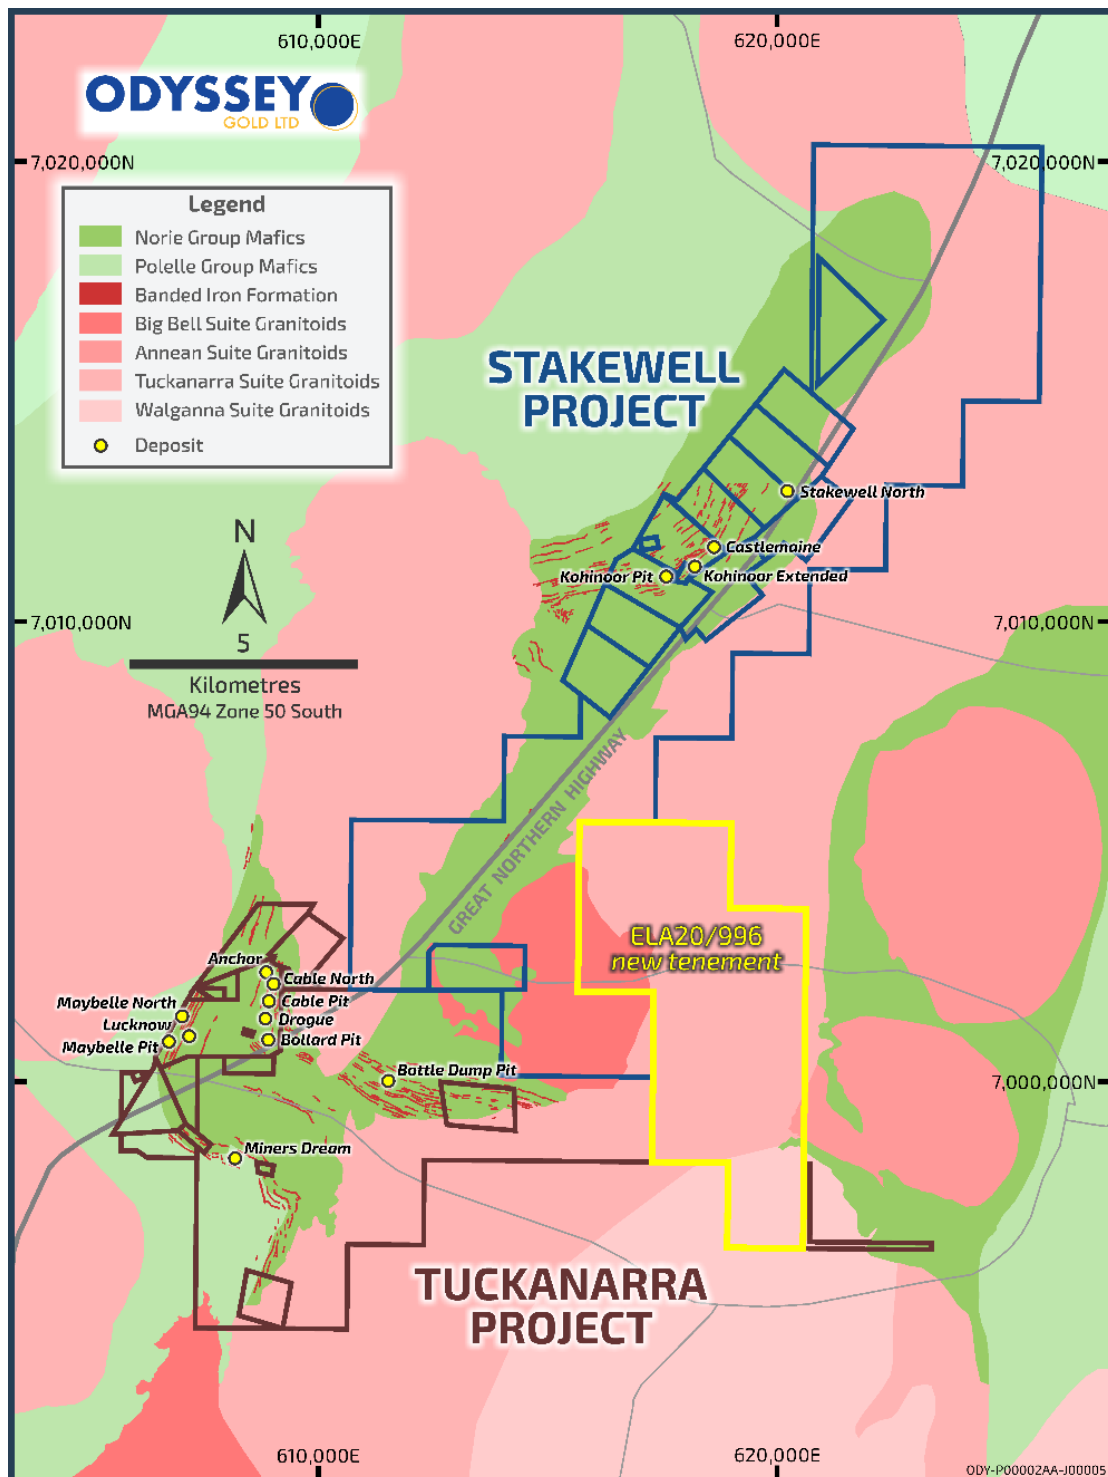 610,000E
620,000E
ODYSSEY
GOLD LTD
7,020,000N
7,020,000N
Legend
Norie Group Mafics
Polelle Group Mafics
Banded Iron Formation
Big Bell Suite Granitoids
Annean Suite Granitoids
Tuckanarra Suite Granitoids
Walganna Suite Granitoids
Deposit
STAKEWELL
PROJECT
Stakewell North
N
Castlemaine
Kohinoor Pit
Kohinoor Extended
7,010,000N
7,010,000N
5
Kilometres
MGA94 Zone 50 South
GREAT NORTHERN HIGHWAY
ELA20/996
new tenement
Anchor
Cable North
Maybelle North
Cable Pit
Lucknow
Drogue
Maybelle Pit
Bollard Pit
Bottle Dump Pit
7,000,000N
Miners Dream
TUCKANARRA
PROJECT
610,000E
620,000E
ODY-P00002AA-J00005